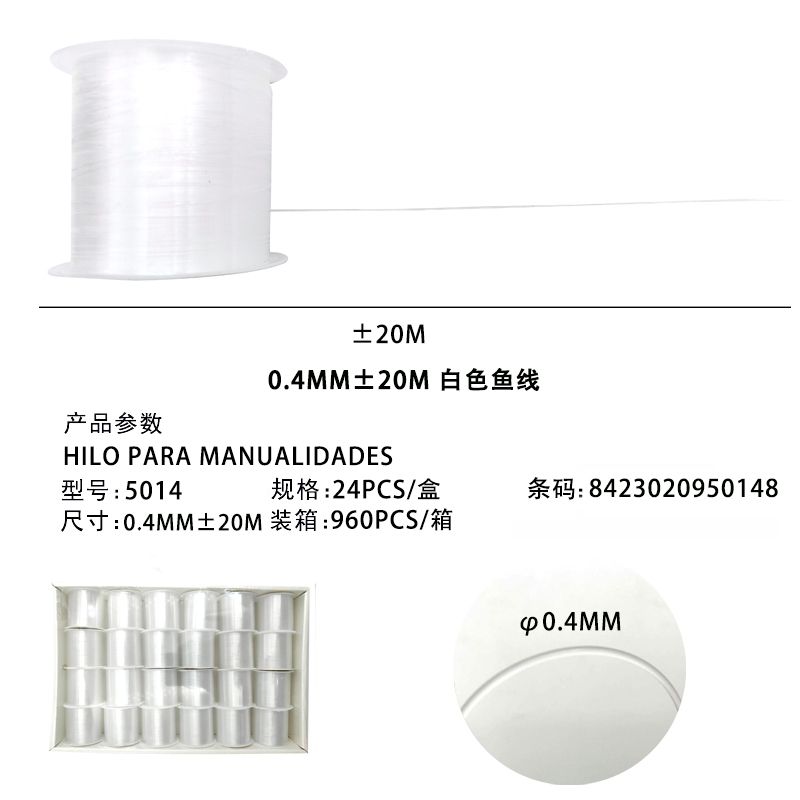 ±20M
0.4MM±20M 白色鱼线
产品参数
HILO PARA MANUALIDADES
型号:5014 规格:24PCS/盒 条码:8423020950148
尺寸:0.4MM±20M 装箱:960PCS/箱
φ0.4MM